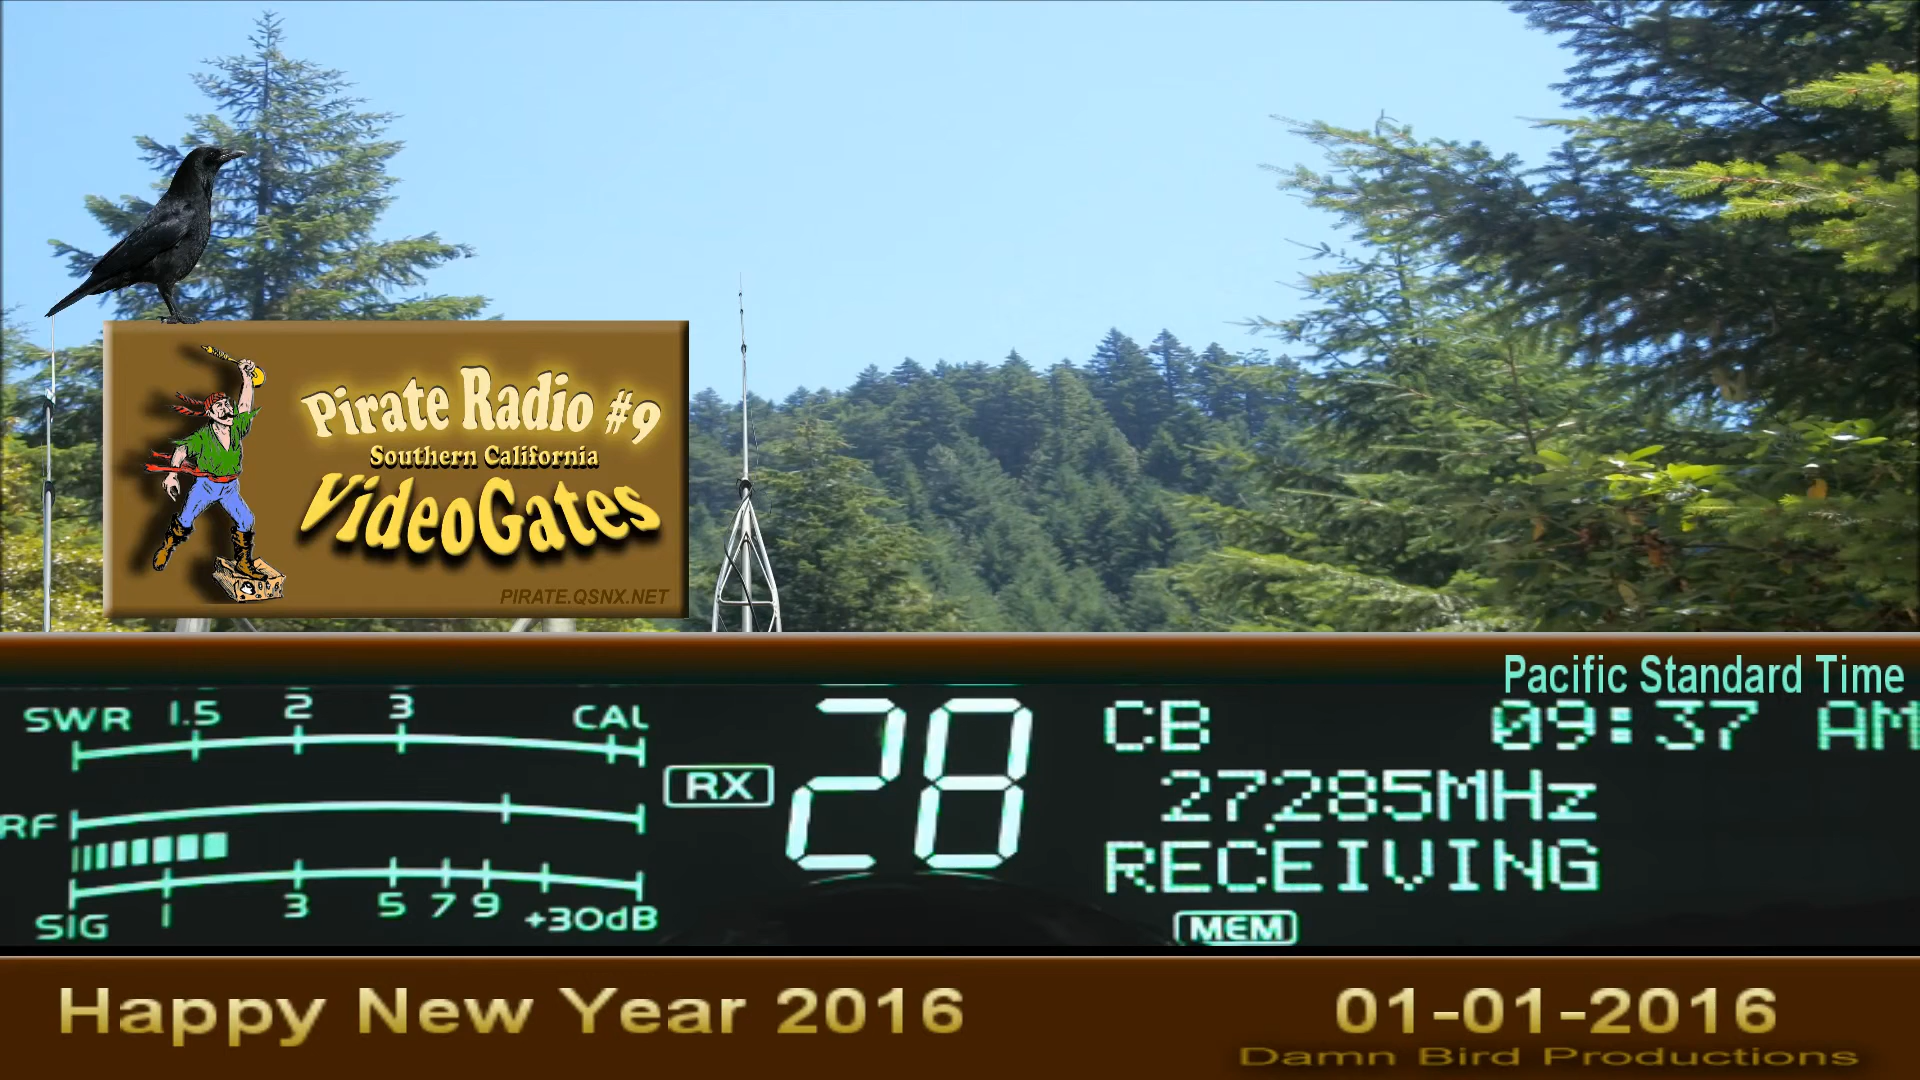 Pirate Radio #9
Southern California
VideoGates
PIRATE.QSNX.NET
Pacific Standard Time
SWR 1.5 2 3 CAL
RX
28
CB 09:37 AM
27.285MHz
RECEIVING
RF
SIG 1 3 5 7 9 +30dB
MEM
Happy New Year 2016
01-01-2016
Damn Bird Productions